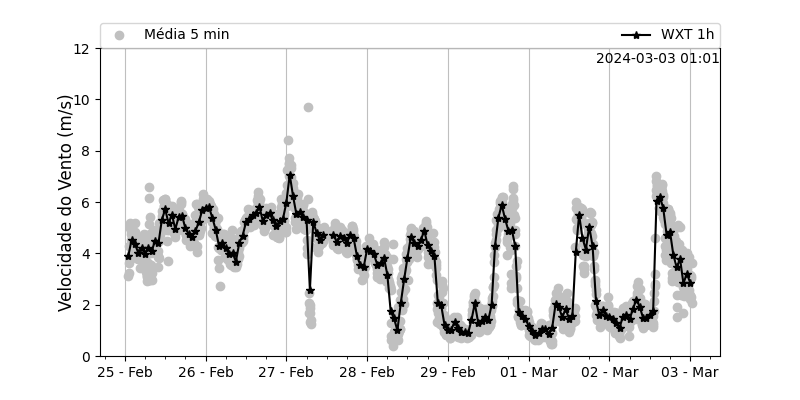 Média 5 min
WXT 1h
2024-03-03 01:01
Velocidade do Vento (m/s)
12
10
8
6
4
2
0
25 - Feb
26 - Feb
27 - Feb
28 - Feb
29 - Feb
01 - Mar
02 - Mar
03 - Mar